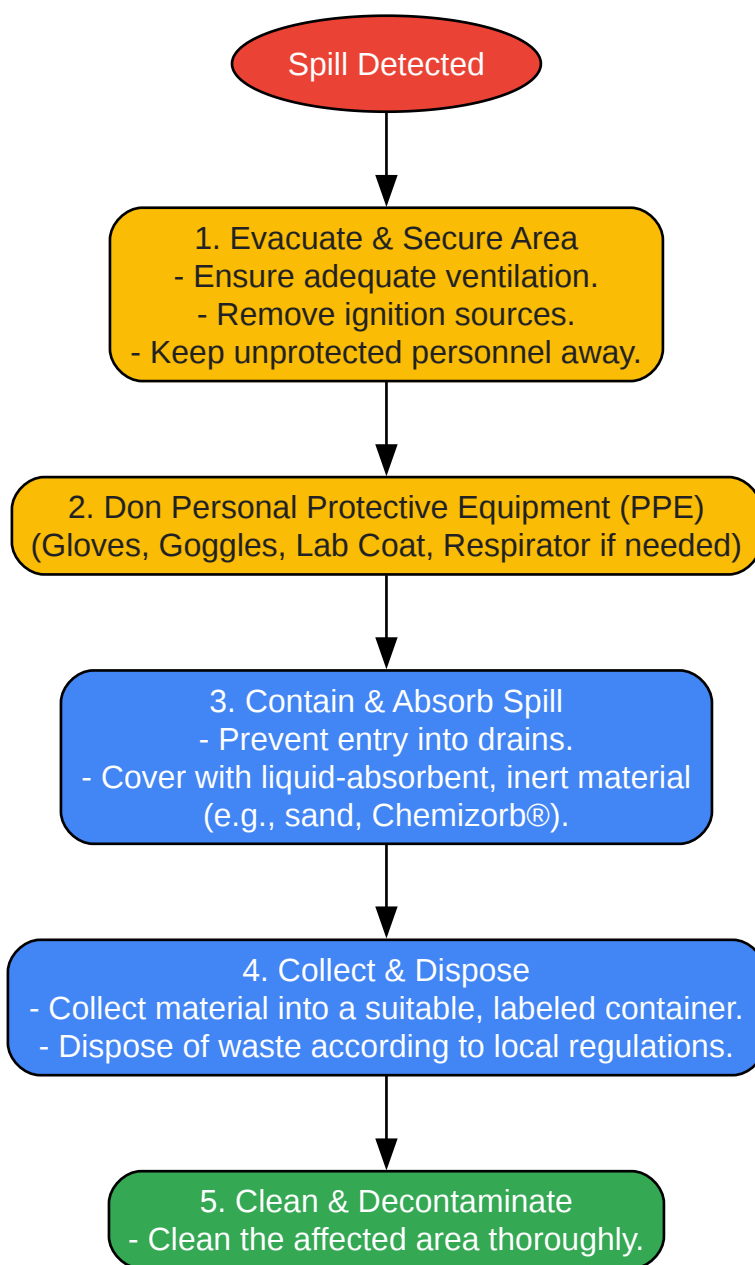 Spill Detected
1. Evacuate & Secure Area
- Ensure adequate ventilation.
- Remove ignition sources.
- Keep unprotected personnel away.
2. Don Personal Protective Equipment (PPE)
(Gloves, Goggles, Lab Coat, Respirator if needed)
3. Contain & Absorb Spill
- Prevent entry into drains.
- Cover with liquid-absorbent, inert material
(e.g., sand, Chemizorb®).
4. Collect & Dispose
- Collect material into a suitable, labeled container.
- Dispose of waste according to local regulations.
5. Clean & Decontaminate
- Clean the affected area thoroughly.